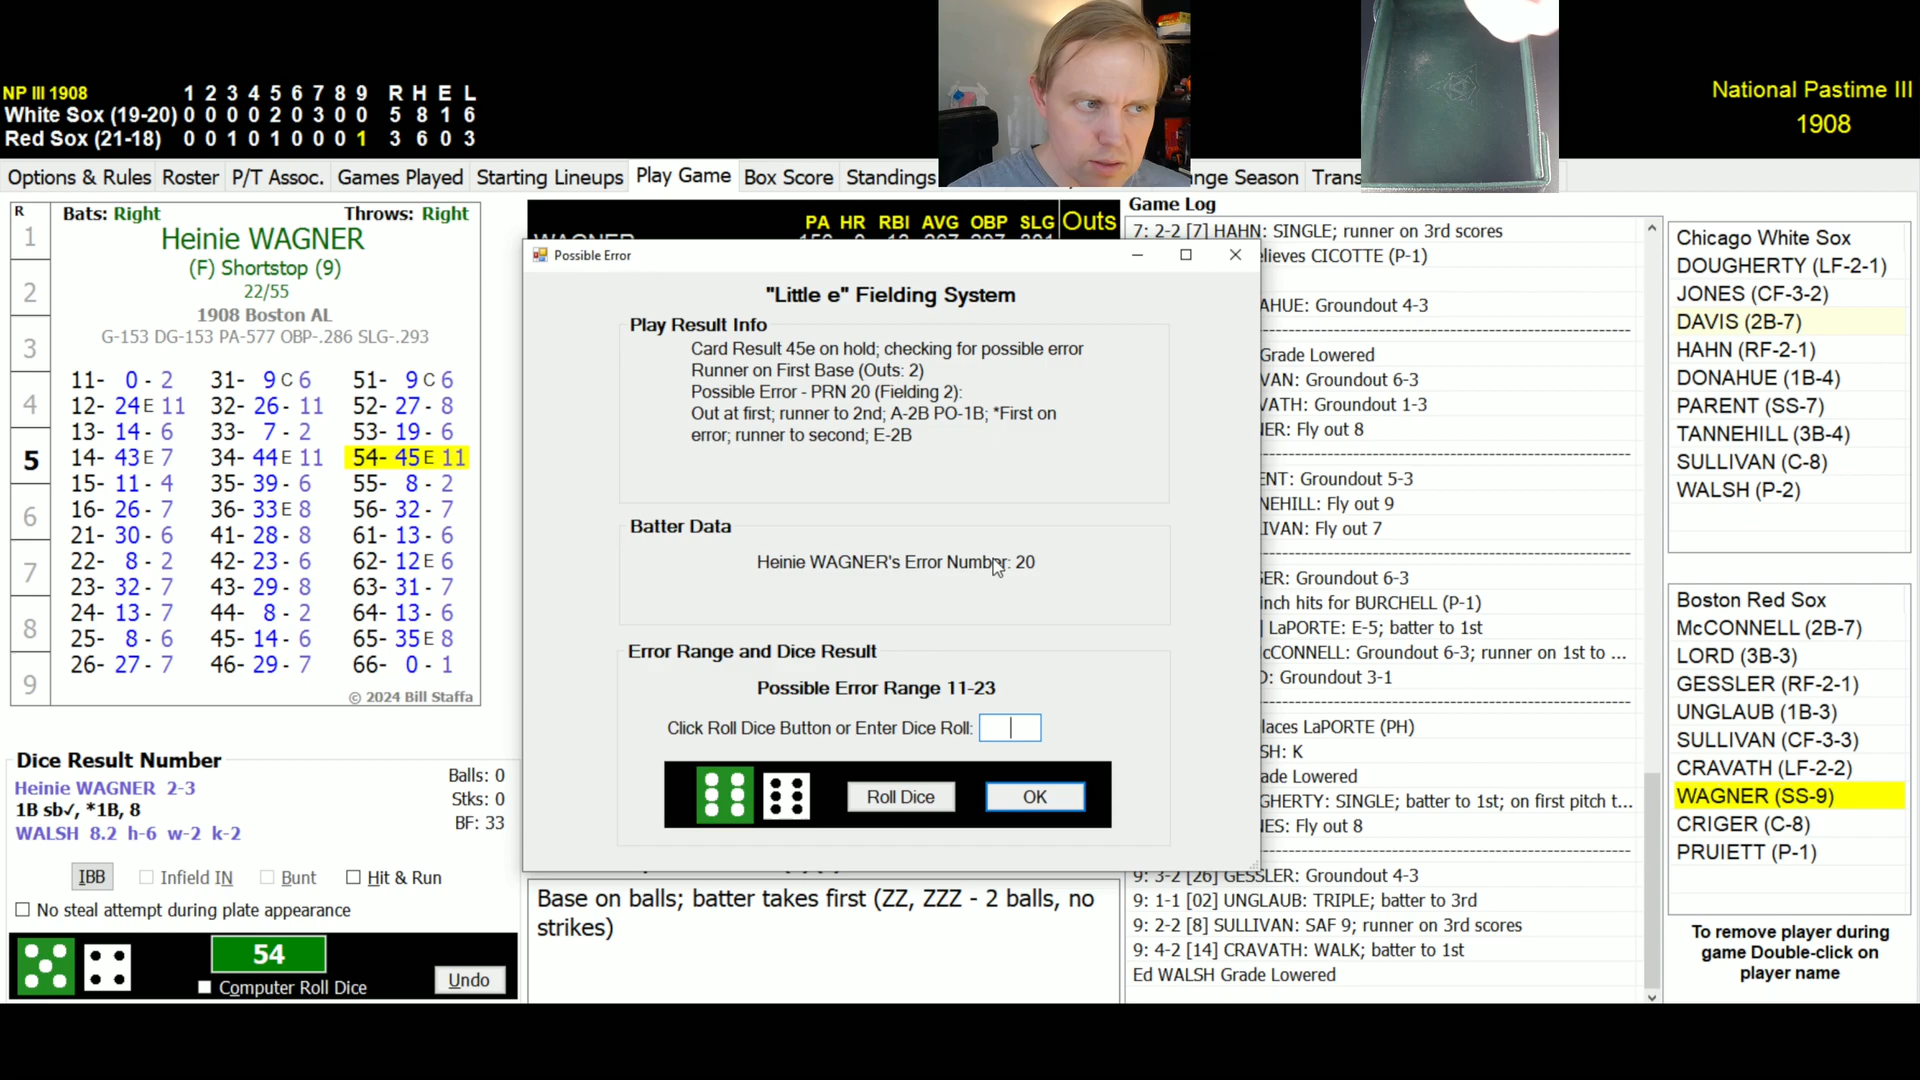 NP III 1908 1 2 3 4 5 6 7 8 9 R H E L
White Sox (19-20) 0 0 0 0 2 0 3 0 0 5 8 1 6
Red Sox (21-18) 0 0 1 0 1 0 0 0 1 3 6 0 3
National Pastime III
1908
Options & Rules Roster P/T Assoc. Games Played Starting Lineups Play Game Box Score Standings nge Season Trans
R
1
2
3
4
5
6
7
8
9
Bats: Right Throws: Right
Heinie WAGNER
(F) Shortstop (9)
22/55
1908 Boston AL
G-153 DG-153 PA-577 OBP-.286 SLG-.293
11- 0 - 2 31- 9 C 6 51- 9 C 6
12- 24 E 11 32- 26 - 11 52- 27 - 8
13- 14 - 6 33- 7 - 2 53- 19 - 6
14- 43 E 7 34- 44 E 11 54- 45 E 11
15- 11 - 4 35- 39 - 6 55- 8 - 2
16- 26 - 7 36- 33 E 8 56- 32 - 7
21- 30 - 6 41- 28 - 8 61- 13 - 6
22- 8 - 2 42- 23 - 6 62- 12 E 6
23- 32 - 7 43- 29 - 8 63- 31 - 7
24- 13 - 7 44- 8 - 2 64- 13 - 6
25- 8 - 6 45- 14 - 6 65- 35 E 8
26- 27 - 7 46- 29 - 7 66- 0 - 1
© 2024 Bill Staffa
Dice Result Number
Heinie WAGNER 2-3
1B sb✓, *1B, 8
WALSH 8.2 h-6 w-2 k-2
Balls: 0
Stks: 0
BF: 33
IBB Infield IN Bunt Hit & Run
No steal attempt during plate appearance
54
Computer Roll Dice
Undo
PA HR RBI AVG OBP SLG Outs
Possible Error
"Little e" Fielding System
Play Result Info
Card Result 45e on hold; checking for possible error
Runner on First Base (Outs: 2)
Possible Error - PRN 20 (Fielding 2):
Out at first; runner to 2nd; A-2B PO-1B; *First on
error; runner to second; E-2B
Batter Data
Heinie WAGNER's Error Number: 20
Error Range and Dice Result
Possible Error Range 11-23
Click Roll Dice Button or Enter Dice Roll:
Roll Dice OK
Base on balls; batter takes first (ZZ, ZZZ - 2 balls, no
strikes)
Game Log
7: 2-2 [7] HAHN: SINGLE; runner on 3rd scores
elieves CICOTTE (P-1)
AHUE: Groundout 4-3
Grade Lowered
VAN: Groundout 6-3
VATH: Groundout 1-3
NER: Fly out 8
ENT: Groundout 5-3
NEHILL: Fly out 9
IVAN: Fly out 7
GER: Groundout 6-3
inch hits for BURCHELL (P-1)
] LaPORTE: E-5; batter to 1st
cCONNELL: Groundout 6-3; runner on 1st to ...
D: Groundout 3-1
laces LaPORTE (PH)
SH: K
ade Lowered
GHERTY: SINGLE; batter to 1st; on first pitch t...
NES: Fly out 8
9: 3-2 [26] GESSLER: Groundout 4-3
9: 1-1 [02] UNGLAUB: TRIPLE; batter to 3rd
9: 2-2 [8] SULLIVAN: SAF 9; runner on 3rd scores
9: 4-2 [14] CRAVATH: WALK; batter to 1st
Ed WALSH Grade Lowered
Chicago White Sox
DOUGHERTY (LF-2-1)
JONES (CF-3-2)
DAVIS (2B-7)
HAHN (RF-2-1)
DONAHUE (1B-4)
PARENT (SS-7)
TANNEHILL (3B-4)
SULLIVAN (C-8)
WALSH (P-2)
Boston Red Sox
McCONNELL (2B-7)
LORD (3B-3)
GESSLER (RF-2-1)
UNGLAUB (1B-3)
SULLIVAN (CF-3-3)
CRAVATH (LF-2-2)
WAGNER (SS-9)
CRIGER (C-8)
PRUIETT (P-1)
To remove player during
game Double-click on
player name